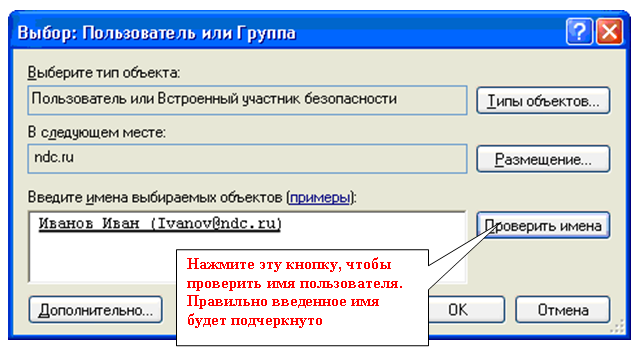 Выбор: Пользователь или Группа
Выберите тип объекта:
Пользователь или Встроенный участник безопасности
Типы объектов...
В следующем месте:
ndc.ru
Размещение...
Введите имена выбираемых объектов (примеры):
Иванов Иван (Ivanov@ndc.ru)
Проверить имена
Нажмите эту кнопку, чтобы
проверить имя пользователя.
Правильно введенное имя
будет подчеркнуто
Дополнительно...
OK
Отмена